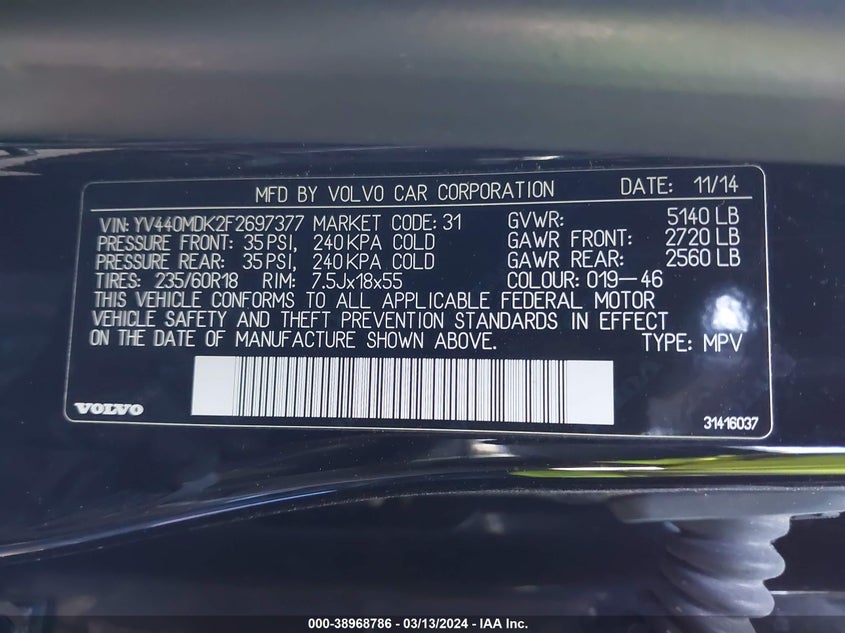 MFD BY VOLVO CAR CORPORATION DATE: 11/14
VIN: YV440MDK2F2697377 MARKET CODE: 31 GVWR: 5140 LB
PRESSURE FRONT: 35 PSI, 240 KPA COLD GAWR FRONT: 2720 LB
PRESSURE REAR: 35 PSI, 240 KPA COLD GAWR REAR: 2560 LB
TIRES: 235/60R18 RIM: 7.5Jx18x55 COLOUR: 019-46
THIS VEHICLE CONFORMS TO ALL APPLICABLE FEDERAL MOTOR
VEHICLE SAFETY AND THEFT PREVENTION STANDARDS IN EFFECT
ON THE DATE OF MANUFACTURE SHOWN ABOVE. TYPE: MPV
VOLVO 31416037
000-38968786 - 03/13/2024 - IAA Inc.